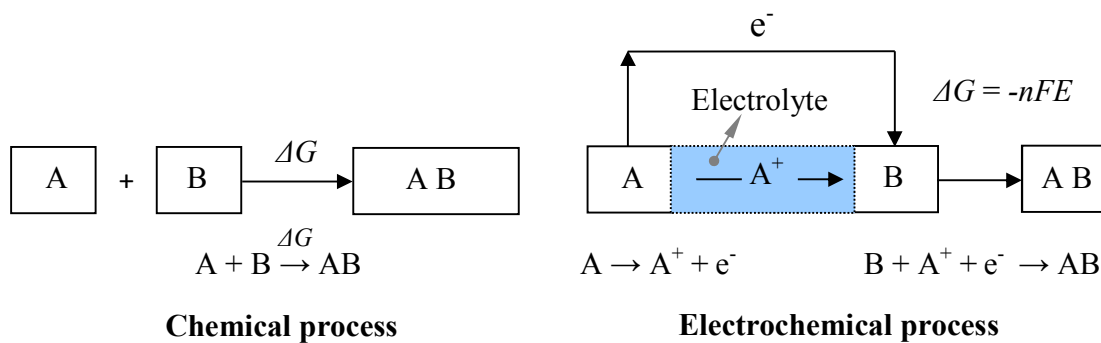 e⁻
Electrolyte
ΔG = -nFE
A + B ΔG A B
A A⁺ B A B
A + B ΔG → AB
A → A⁺ + e⁻
B + A⁺ + e⁻ → AB
Chemical process
Electrochemical process